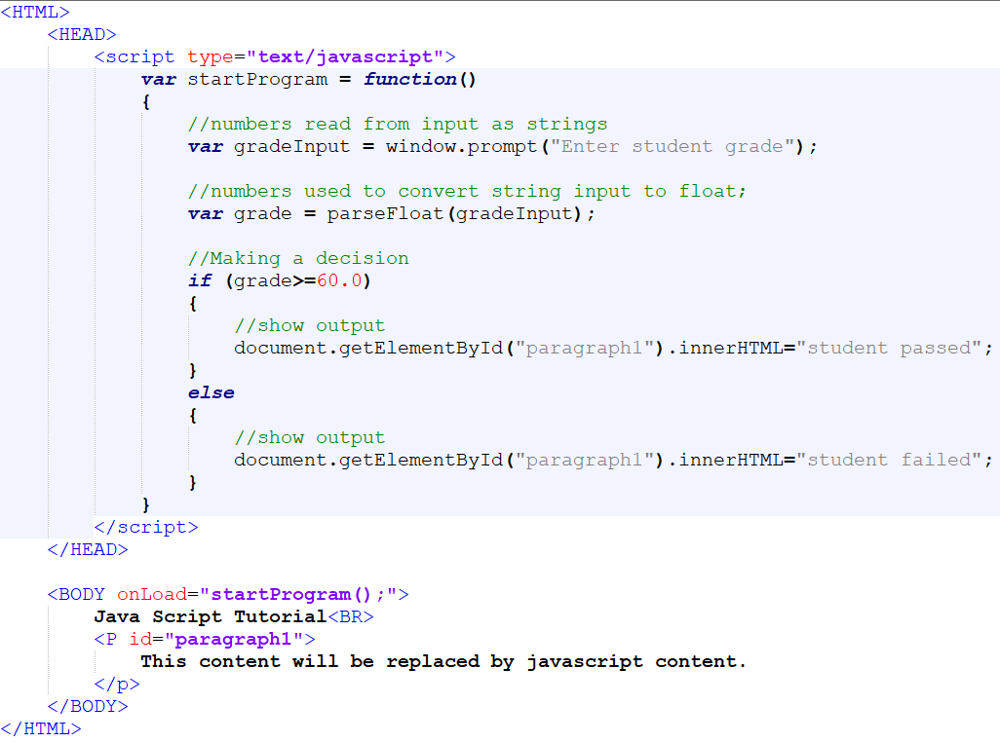 <HTML>
<HEAD>
<script type="text/javascript">
var startProgram = function()
{
//numbers read from input as strings
var gradeInput = window.prompt("Enter student grade");
//numbers used to convert string input to float;
var grade = parseFloat(gradeInput);
//Making a decision
if (grade>=60.0)
{
//show output
document.getElementById("paragraph1").innerHTML="student passed";
}
else
{
//show output
document.getElementById("paragraph1").innerHTML="student failed";
}
}
</script>
</HEAD>
<BODY onLoad="startProgram();">
Java Script Tutorial<BR>
<P id="paragraph1">
This content will be replaced by javascript content.
</p>
</BODY>
</HTML>